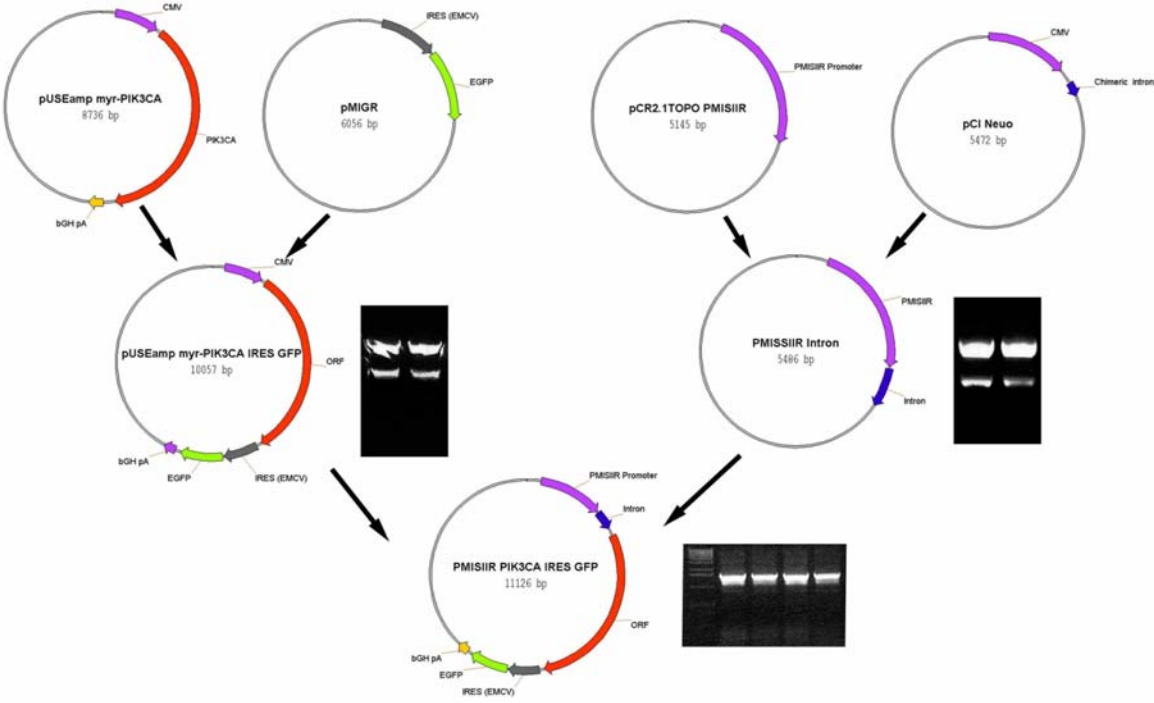 CMV
pUSEamp myr-PIK3CA
8736 bp
PIK3CA
bGH pA
IRES (EMCV)
EGFP
pMIGR
6056 bp
PMISIIR Promoter
pCR2.1TOPO PMISIIR
5145 bp
CMV
Chimeric intron
pCI Neuo
5472 bp
CMV
pUSEamp myr-PIK3CA IRES GFP
10057 bp
ORF
bGH pA
EGFP
IRES (EMCV)
PMISIIR
PMISSIIR Intron
5486 bp
Intron
PMISIIR Promoter
Intron
PMISIIR PIK3CA IRES GFP
11126 bp
ORF
bGH pA
EGFP
IRES (EMCV)